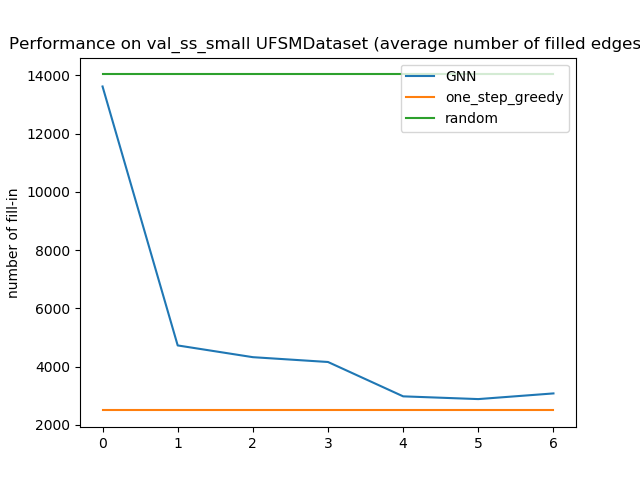 Performance on val_ss_small UFSMDataset (average number of filled edges
14000
12000
10000
8000
6000
4000
2000
number of fill-in
GNN
one_step_greedy
random
0 1 2 3 4 5 6